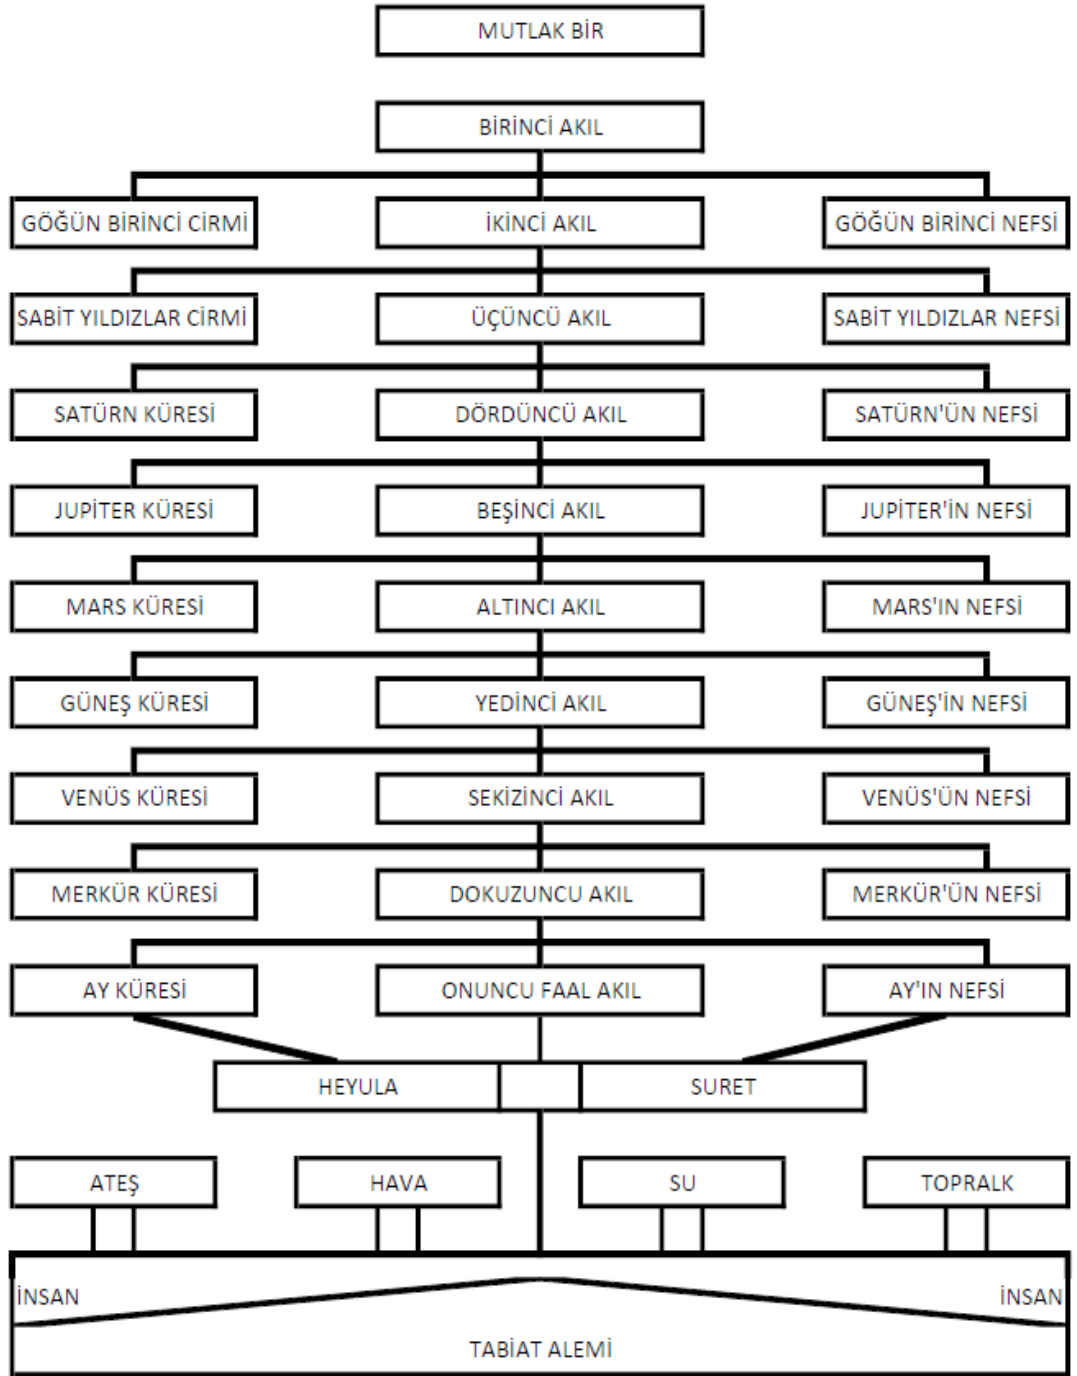 MUTLAK BİR
BİRİNCİ AKIL
GÖĞÜN BİRİNCİ CİRMİ
İKİNCİ AKIL
GÖĞÜN BİRİNCİ NEFSİ
SABİT YILDIZLAR CİRMİ
ÜÇÜNCÜ AKIL
SABİT YILDIZLAR NEFSİ
SATÜRN KÜRESİ
DÖRDÜNCÜ AKIL
SATÜRN'ÜN NEFSİ
JUPİTER KÜRESİ
BEŞİNCİ AKIL
JUPİTER'İN NEFSİ
MARS KÜRESİ
ALTINCI AKIL
MARS'IN NEFSİ
GÜNEŞ KÜRESİ
YEDİNCİ AKIL
GÜNEŞ'İN NEFSİ
VENÜS KÜRESİ
SEKİZİNCİ AKIL
VENÜS'ÜN NEFSİ
MERKÜR KÜRESİ
DOKUZUNCU AKIL
MERKÜR'ÜN NEFSİ
AY KÜRESİ
ONUNCU FAAL AKIL
AY'IN NEFSİ
HEYULA
SURET
ATEŞ
HAVA
SU
TOPRALK
İNSAN
İNSAN
TABİAT ALEMİ